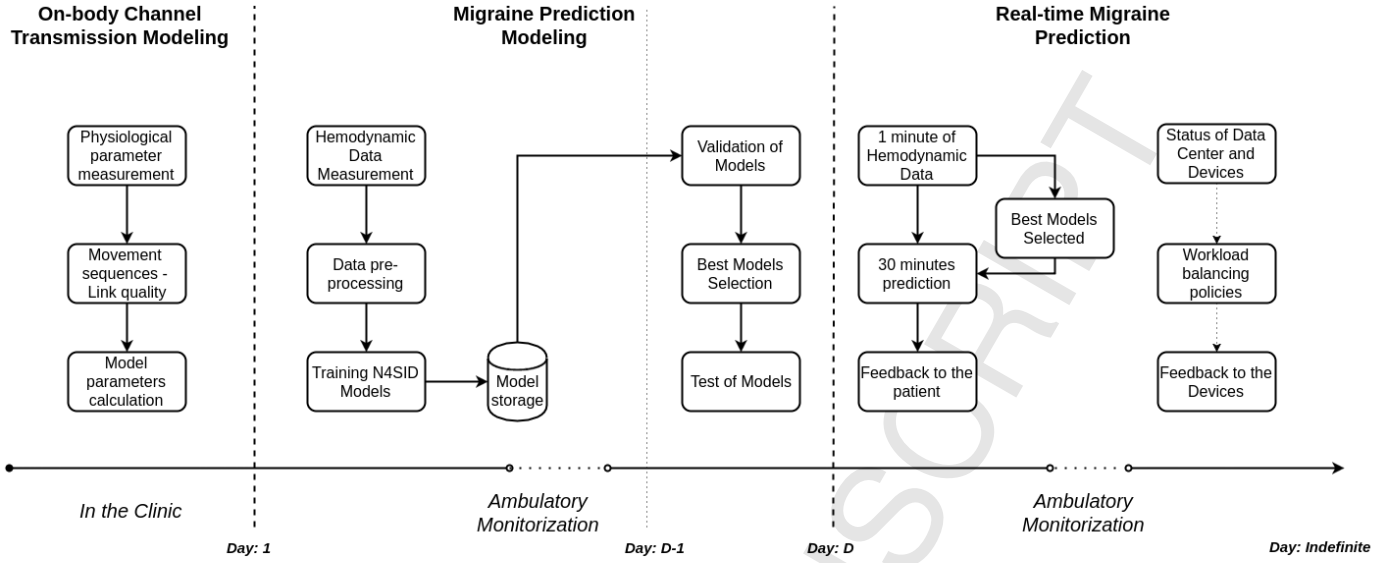 On-body Channel
Transmission Modeling
Migraine Prediction
Modeling
Real-time Migraine
Prediction
Physiological
parameter
measurement
Movement
sequences -
Link quality
Model
parameters
calculation
Hemodynamic
Data
Measurement
Data pre-
processing
Training N4SID
Models
Model
storage
Validation of
Models
Best Models
Selection
Test of Models
1 minute of
Hemodynamic
Data
Best Models
Selected
30 minutes
prediction
Feedback to the
patient
Status of Data
Center and
Devices
Workload
balancing
policies
Feedback to the
Devices
In the Clinic
Ambulatory
Monitorization
Ambulatory
Monitorization
Day: 1
Day: D-1
Day: D
Day: Indefinite